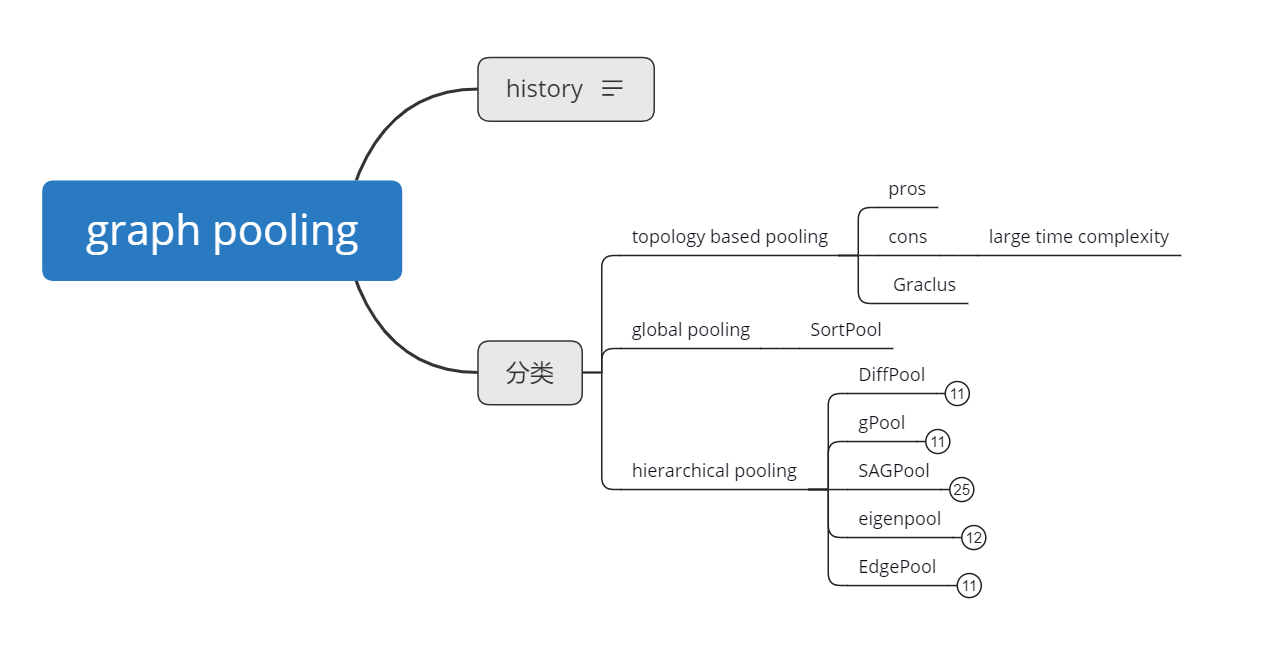 graph pooling
history
分类
topology based pooling
pros
cons
large time complexity
Graclus
global pooling
SortPool
hierarchical pooling
DiffPool
11
gPool
11
SAGPool
25
eigenpool
12
EdgePool
11